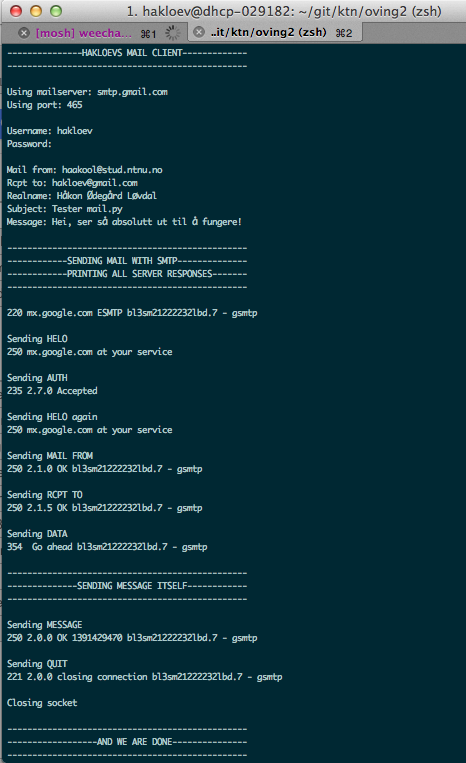 1. hakloev@dhcp-029182: ~/git/ktn/oving2 (zsh)
[mosh] weecha... ⌘1
..it/ktn/oving2 (zsh) ⌘2
---------------HAKLOEVS MAIL CLIENT-------------
------------------------------------------------
Using mailserver: smtp.gmail.com
Using port: 465
Username: hakloev
Password:
Mail from: haakool@stud.ntnu.no
Rcpt to: hakloev@gmail.com
Realname: Håkon Ødegård Løvdal
Subject: Tester mail.py
Message: Hei, ser så absolutt ut til å fungere!
------------------------------------------------
------------SENDING MAIL WITH SMTP--------------
------------PRINTING ALL SERVER RESPONSES-------
------------------------------------------------
220 mx.google.com ESMTP bl3sm21222232lbd.7 - gsmtp
Sending HELO
250 mx.google.com at your service
Sending AUTH
235 2.7.0 Accepted
Sending HELO again
250 mx.google.com at your service
Sending MAIL FROM
250 2.1.0 OK bl3sm21222232lbd.7 - gsmtp
Sending RCPT TO
250 2.1.5 OK bl3sm21222232lbd.7 - gsmtp
Sending DATA
354  Go ahead bl3sm21222232lbd.7 - gsmtp
------------------------------------------------
--------------SENDING MESSAGE ITSELF------------
------------------------------------------------
Sending MESSAGE
250 2.0.0 OK 1391429470 bl3sm21222232lbd.7 - gsmtp
Sending QUIT
221 2.0.0 closing connection bl3sm21222232lbd.7 - gsmtp
Closing socket
------------------------------------------------
------------------AND WE ARE DONE---------------
------------------------------------------------